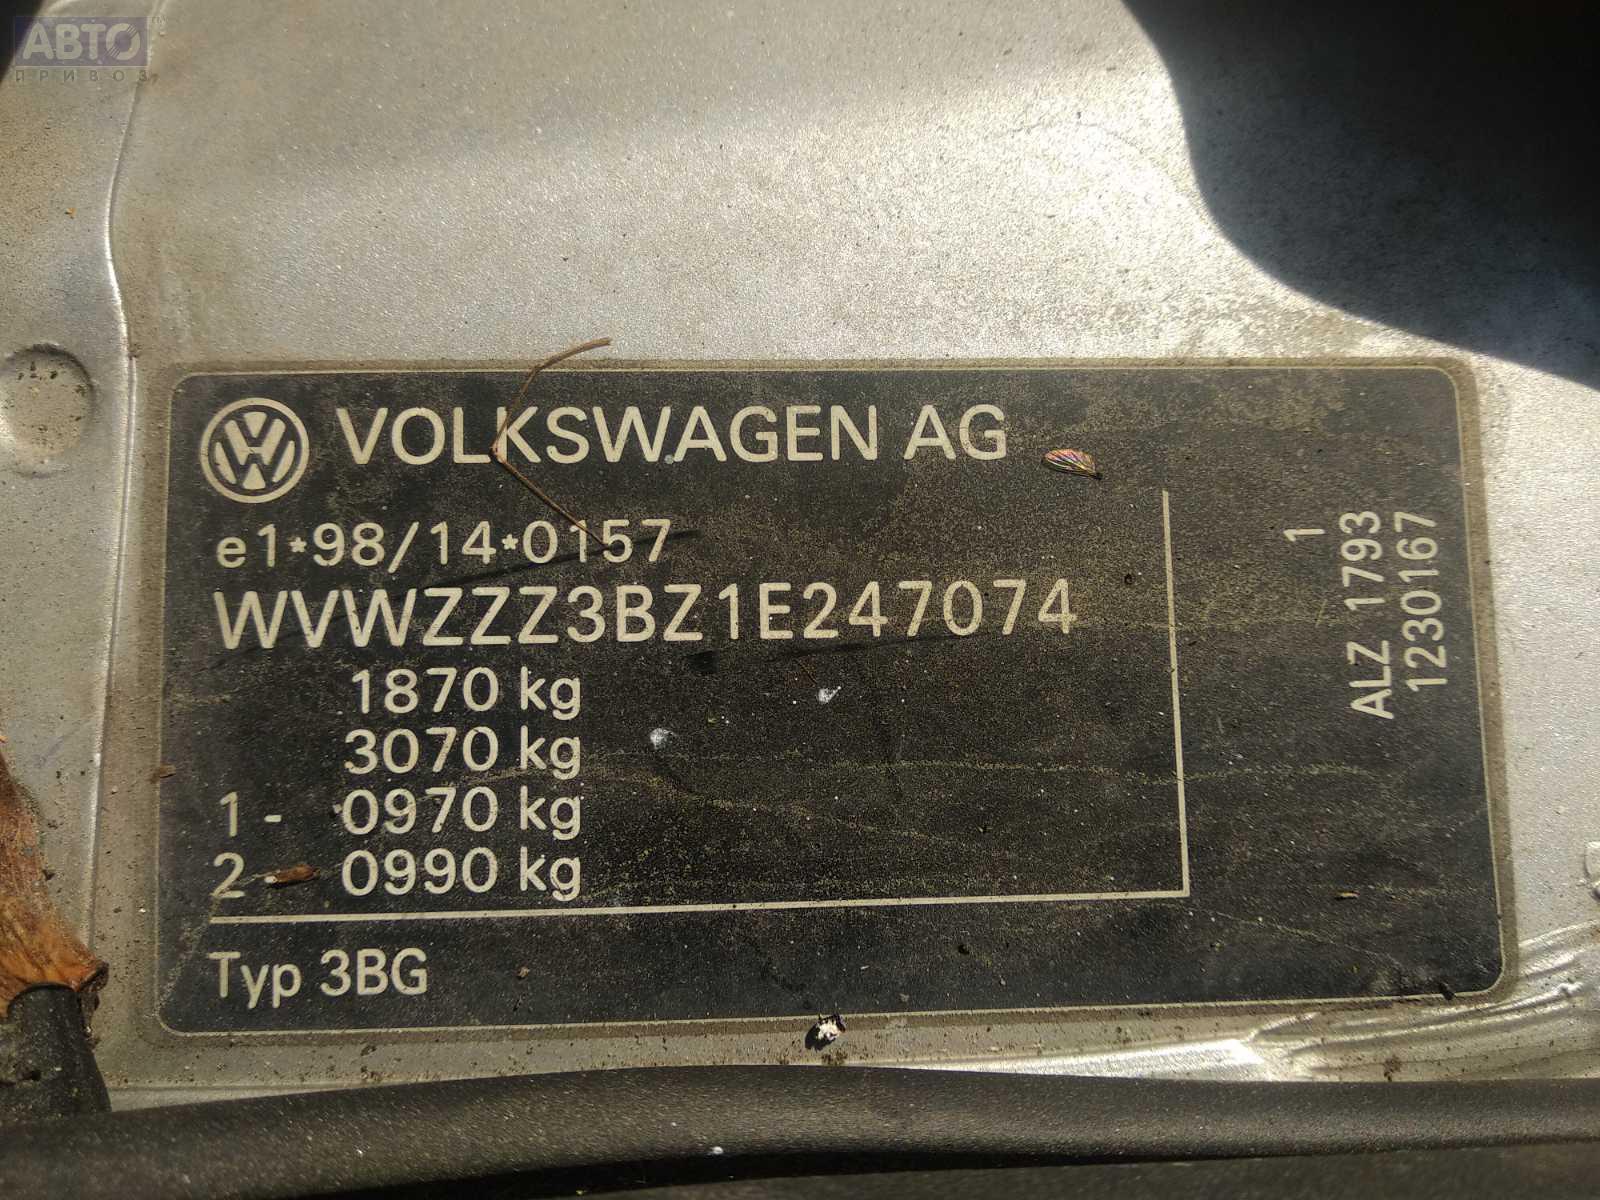 АВТО
ПРИВОЗ
VOLKSWAGEN AG
e1*98/14*0157
WVWZZZ3BZ1E247074
1870 kg
3070 kg
1 - 0970 kg
2 - 0990 kg
Typ 3BG
1
ALZ 1793
1230167